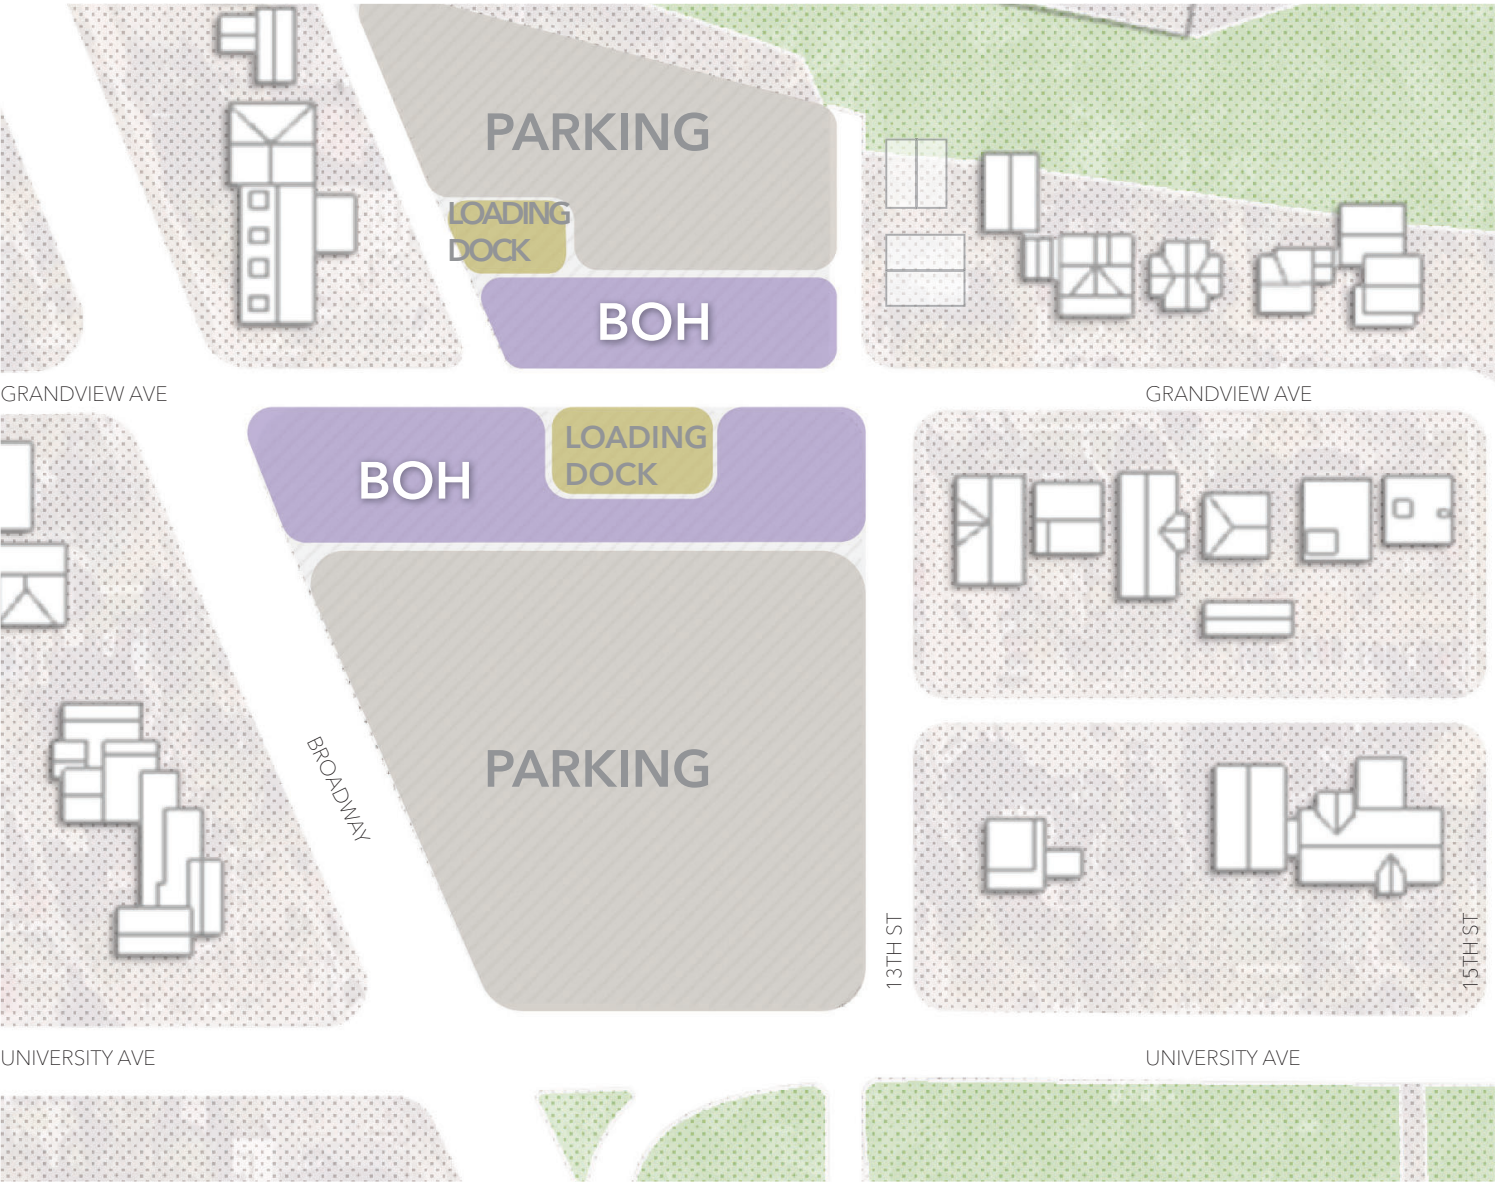 PARKING
LOADING
DOCK
BOH
GRANDVIEW AVE
GRANDVIEW AVE
LOADING
DOCK
BOH
PARKING
BROADWAY
13TH ST
15TH ST
UNIVERSITY AVE
UNIVERSITY AVE